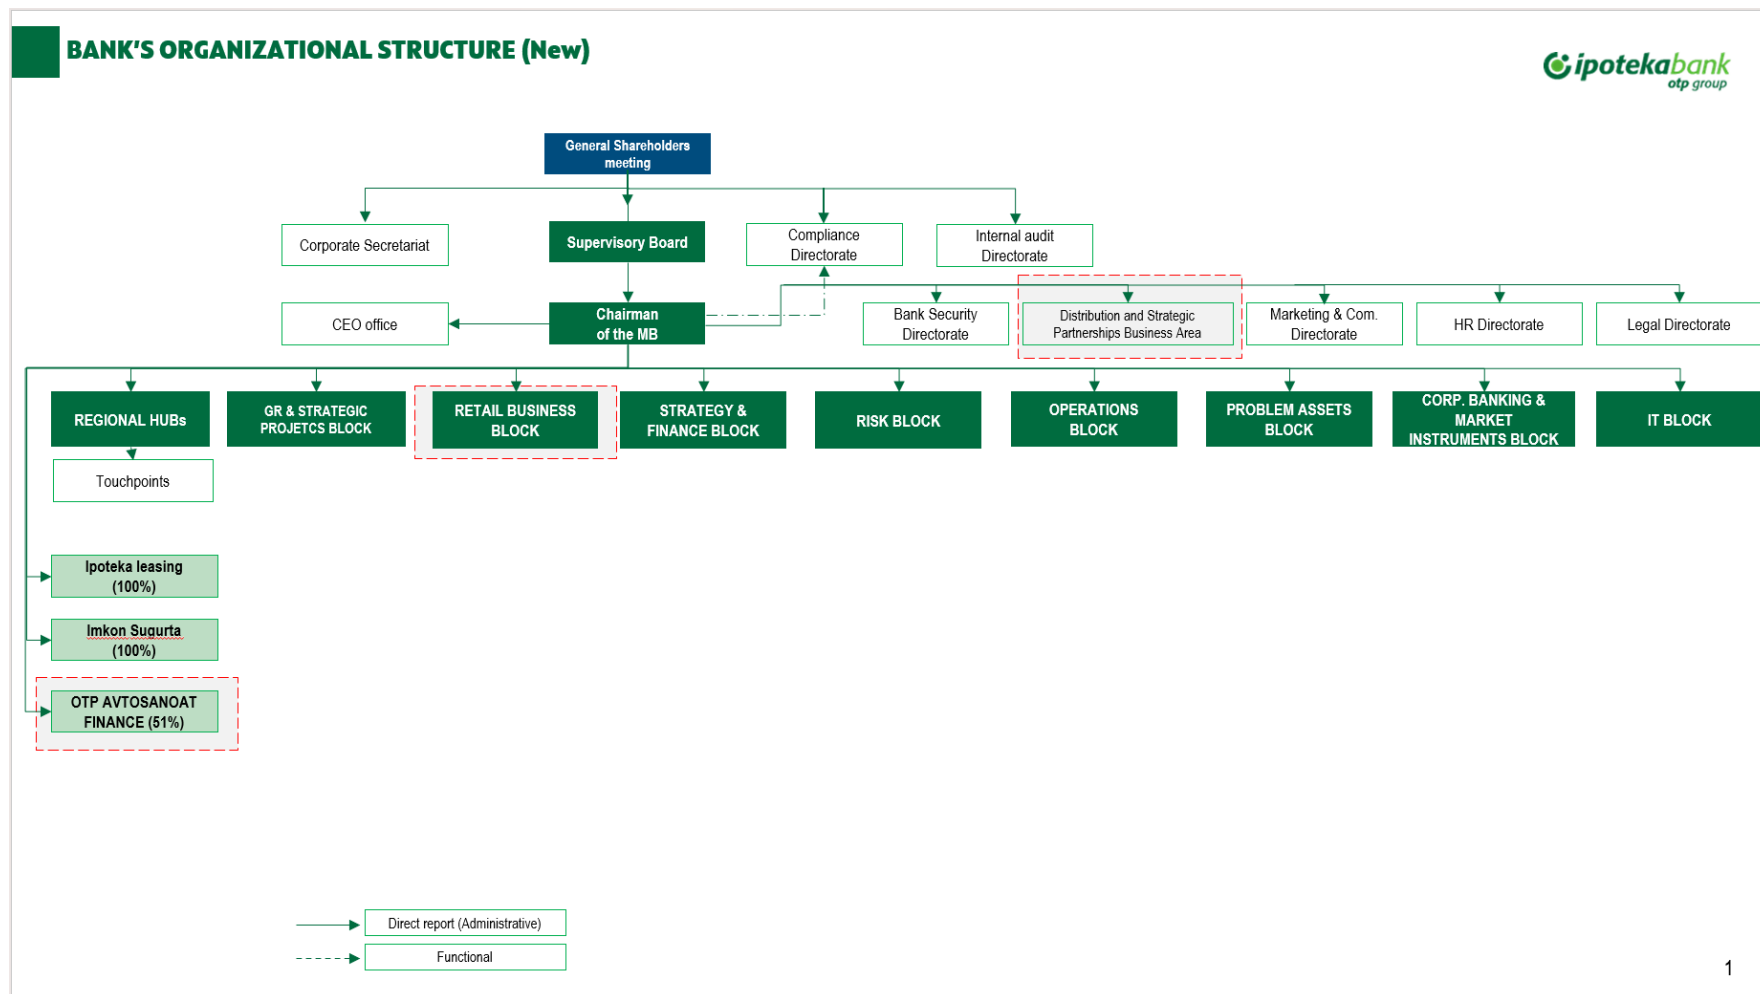 BANK'S ORGANIZATIONAL STRUCTURE (New)
ipotekabank
otp group
General Shareholders
meeting
Corporate Secretariat
Supervisory Board
Compliance
Directorate
Internal audit
Directorate
CEO office
Chairman
of the MB
Bank Security
Directorate
Distribution and Strategic
Partnerships Business Area
Marketing & Com.
Directorate
HR Directorate
Legal Directorate
REGIONAL HUBs
GR & STRATEGIC
PROJETCS BLOCK
RETAIL BUSINESS
BLOCK
STRATEGY &
FINANCE BLOCK
RISK BLOCK
OPERATIONS
BLOCK
PROBLEM ASSETS
BLOCK
CORP. BANKING &
MARKET
INSTRUMENTS BLOCK
IT BLOCK
Touchpoints
Ipoteka leasing
(100%)
Imkon Sugurta
(100%)
OTP AVTOSANOAT
FINANCE (51%)
Direct report (Administrative)
Functional
1